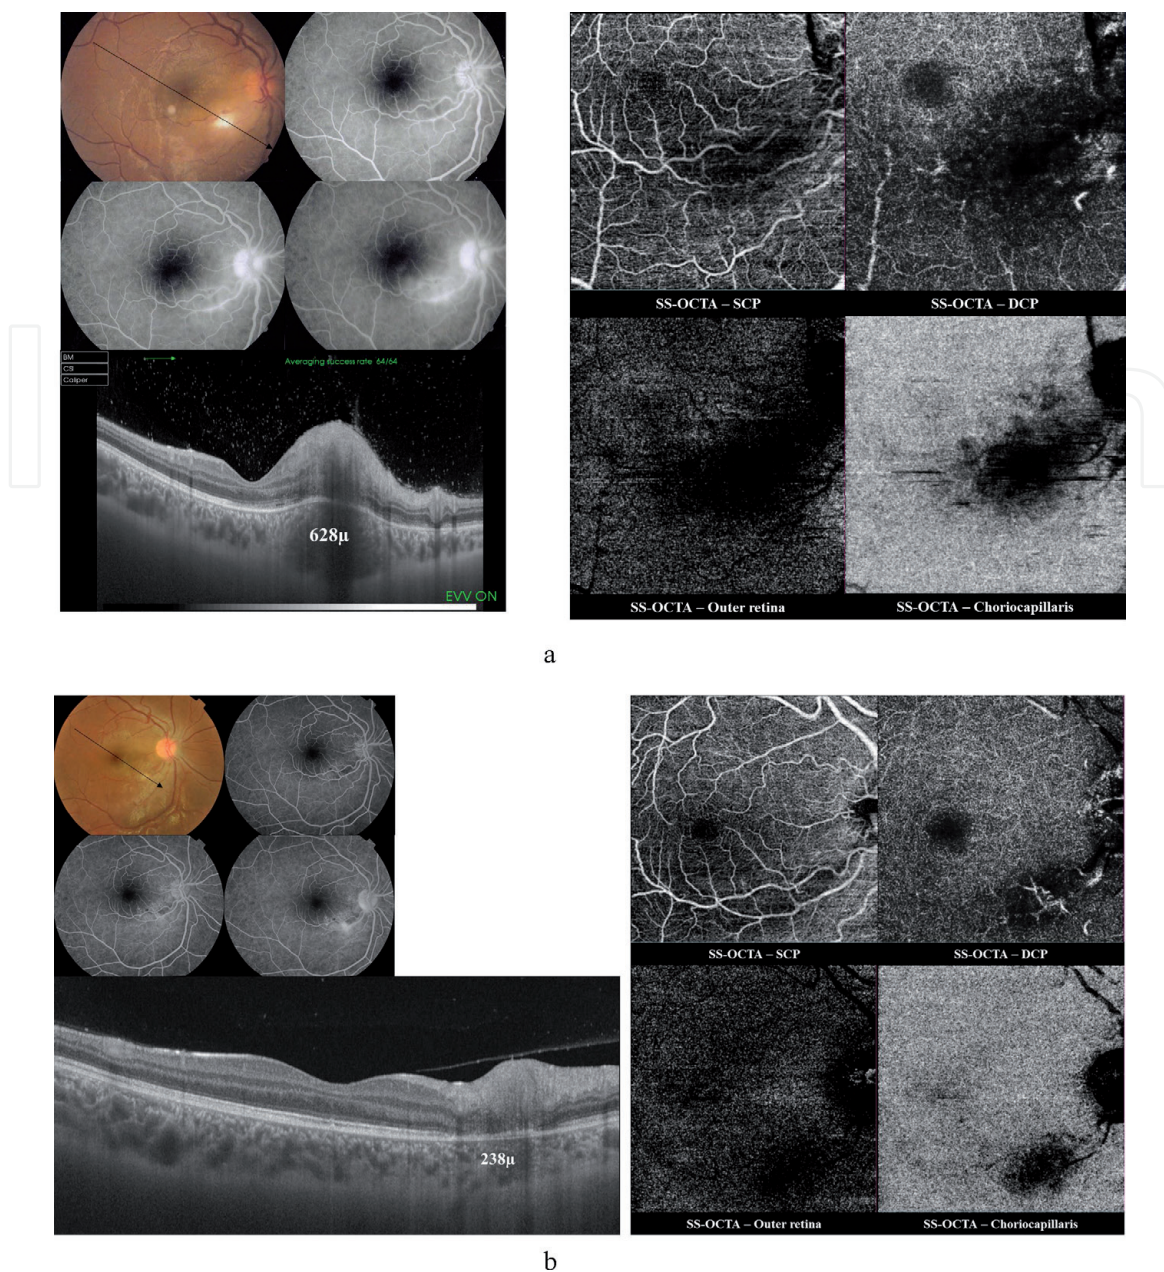 BM
CSI
Caliper
Averaging success rate 64/64
628μ
EVV ON
SS-OCTA – SCP
SS-OCTA – DCP
SS-OCTA – Outer retina
SS-OCTA – Choriocapillaris
a
238μ
SS-OCTA – SCP
SS-OCTA – DCP
SS-OCTA – Outer retina
SS-OCTA – Choriocapillaris
b